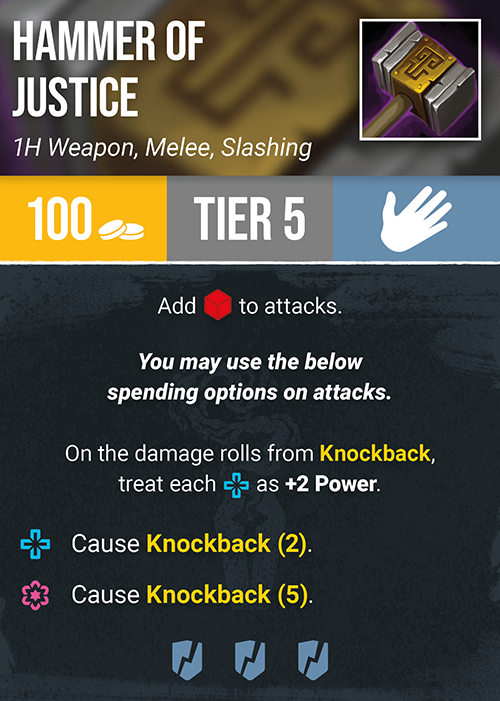 HAMMER OF
JUSTICE
1H Weapon, Melee, Slashing
100
TIER 5
Add to attacks.
You may use the below
spending options on attacks.
On the damage rolls from Knockback,
treat each as +2 Power.
Cause Knockback (2).
Cause Knockback (5).